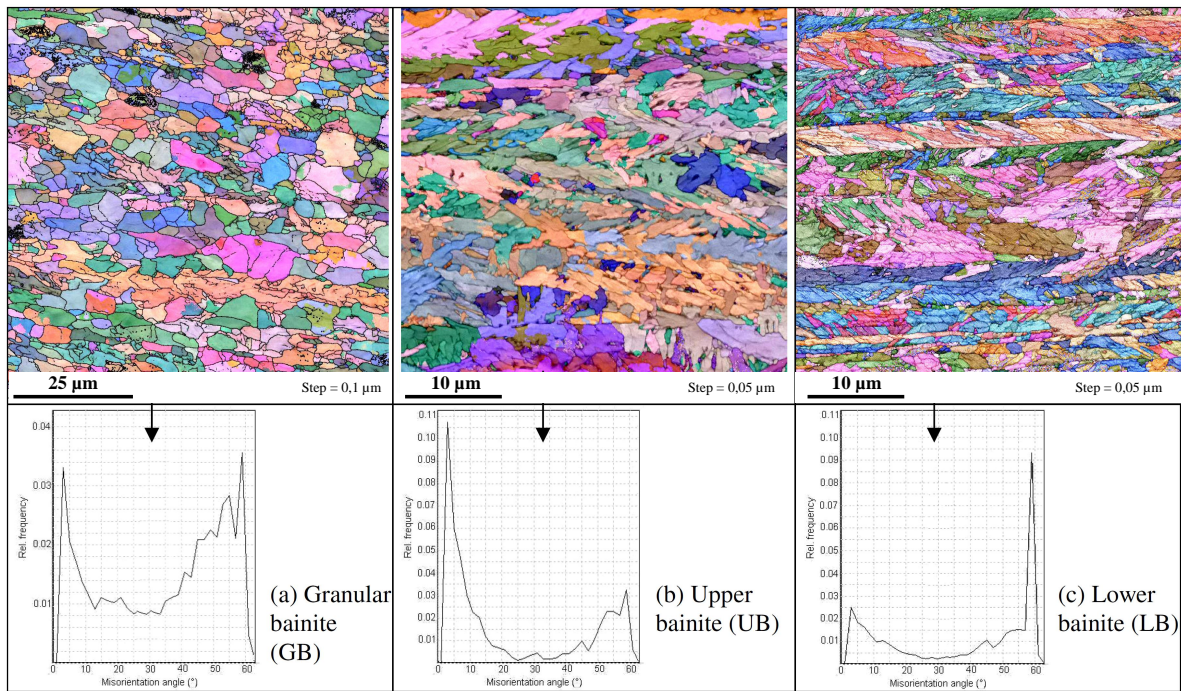 25 µm
Step = 0,1 µm
10 µm
Step = 0,05 µm
10 µm
Step = 0,05 µm
0.04
0.03
0.02
0.01
Rel. frequency
0 10 20 30 40 50 60
Misorientation angle (°)
(a) Granular
bainite
(GB)
0.11
0.10
0.09
0.08
0.07
0.06
0.05
0.04
0.03
0.02
0.01
Rel. frequency
0 10 20 30 40 50 60
Misorientation angle (°)
(b) Upper
bainite (UB)
0.11
0.10
0.09
0.08
0.07
0.06
0.05
0.04
0.03
0.02
0.01
Rel. frequency
0 10 20 30 40 50 60
Misorientation angle (°)
(c) Lower
bainite (LB)